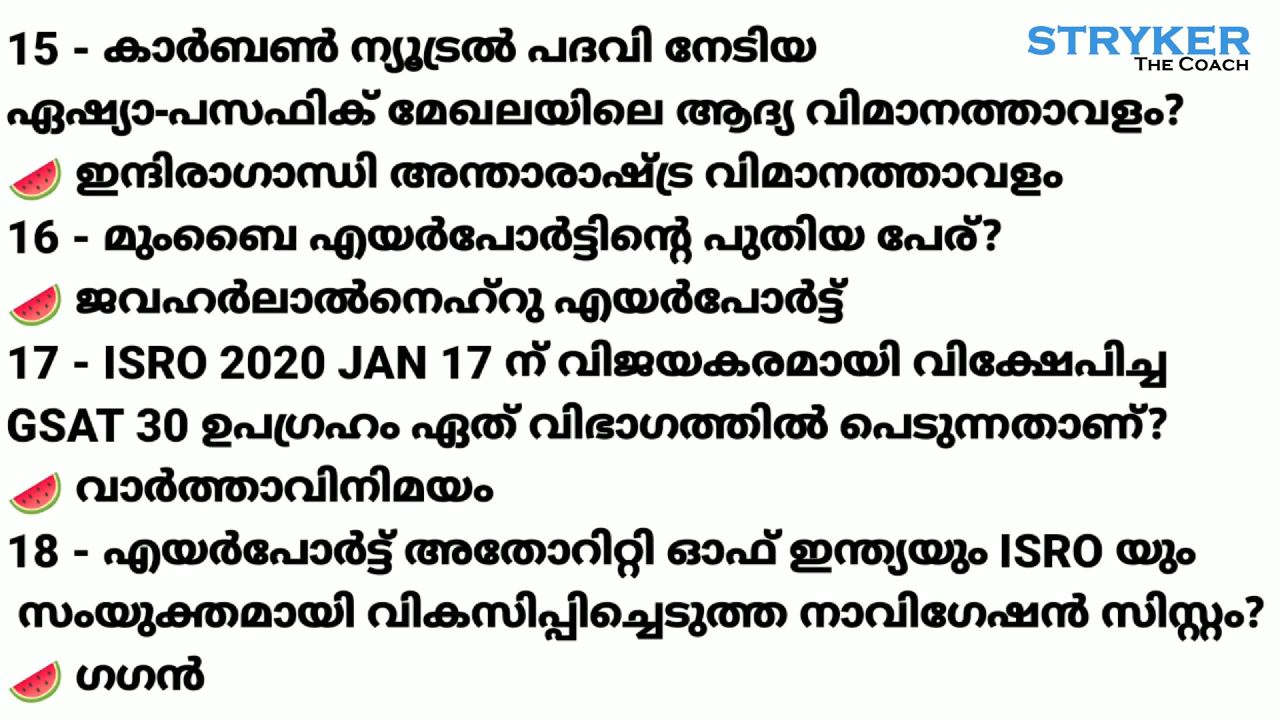 STRYKER
THE COACH
15 - കാർബൺ ന്യൂട്രൽ പദവി നേടിയ
ഏഷ്യാ-പസഫിക് മേഖലയിലെ ആദ്യ വിമാനത്താവളം?
🍉 ഇന്ദിരാഗാന്ധി അന്താരാഷ്ട്ര വിമാനത്താവളം
16 - മുംബൈ എയർപോർട്ടിന്റെ പുതിയ പേര്?
🍉 ജവഹർലാൽനെഹ്റു എയർപോർട്ട്
17 - ISRO 2020 JAN 17 ന് വിജയകരമായി വിക്ഷേപിച്ച
GSAT 30 ഉപഗ്രഹം ഏത് വിഭാഗത്തിൽ പെടുന്നതാണ്?
🍉 വാർത്താവിനിമയം
18 - എയർപോർട്ട് അതോറിറ്റി ഓഫ് ഇന്ത്യയും ISRO യും
സംയുക്തമായി വികസിപ്പിച്ചെടുത്ത നാവിഗേഷൻ സിസ്റ്റം?
🍉 ഗഗൻ